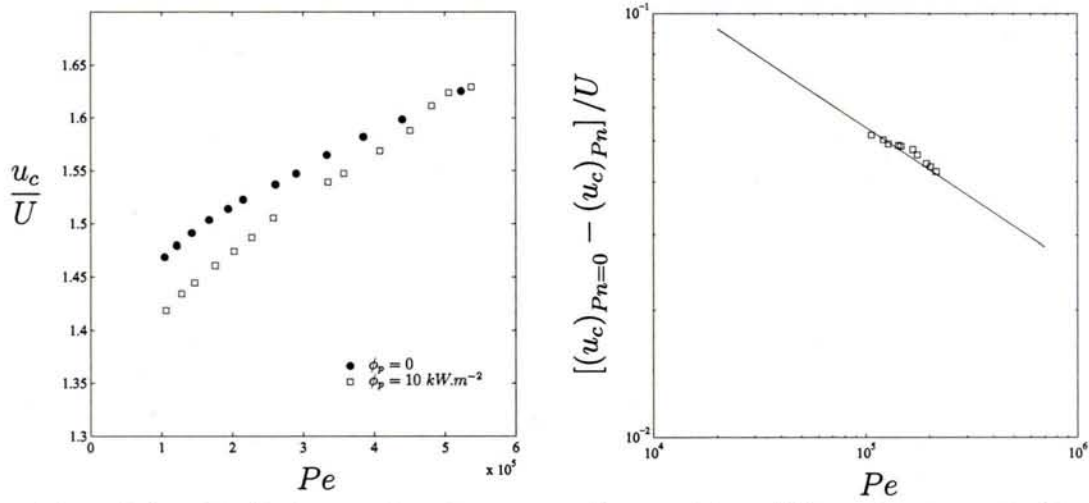 1.65
1.6
1.55
1.5
1.45
1.4
1.35
1.3
u_c
U
0 1 2 3 4 5 6
x 10^5
Pe
● ϕ_p = 0
□ ϕ_p = 10 kW.m^-2
[(u_c)_{Pn=0} − (u_c)_{Pn}] /U
10^-1
10^-2
10^4 10^5 10^6
Pe